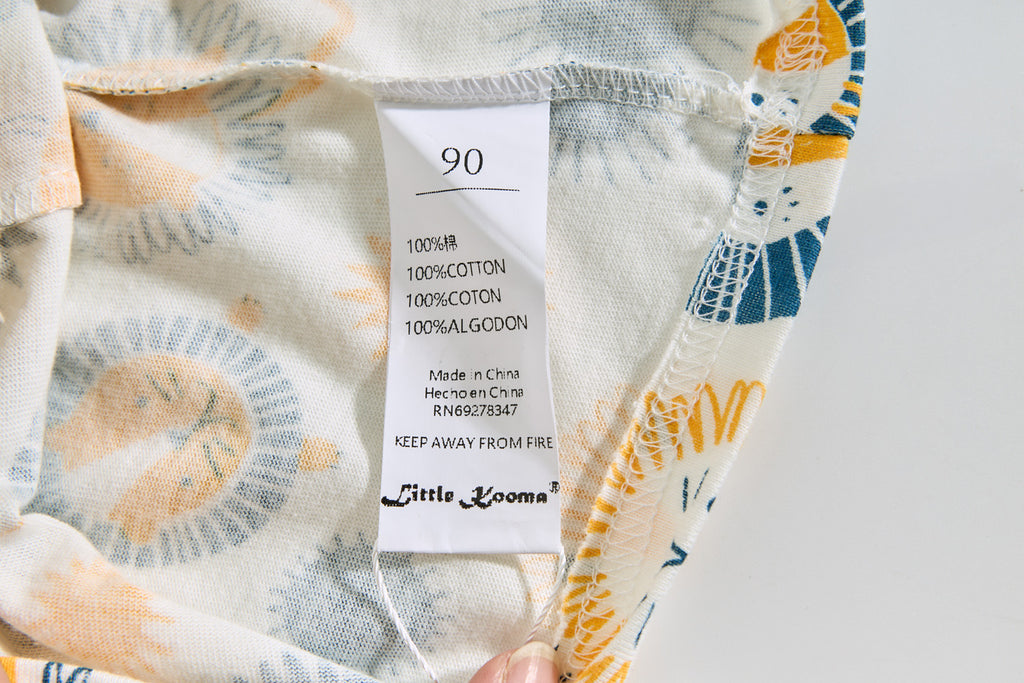 90
100%棉
100%COTTON
100%COTON
100%ALGODON
Made in China
Hecho en China
RN69278347
KEEP AWAY FROM FIRE
Little Kooma®